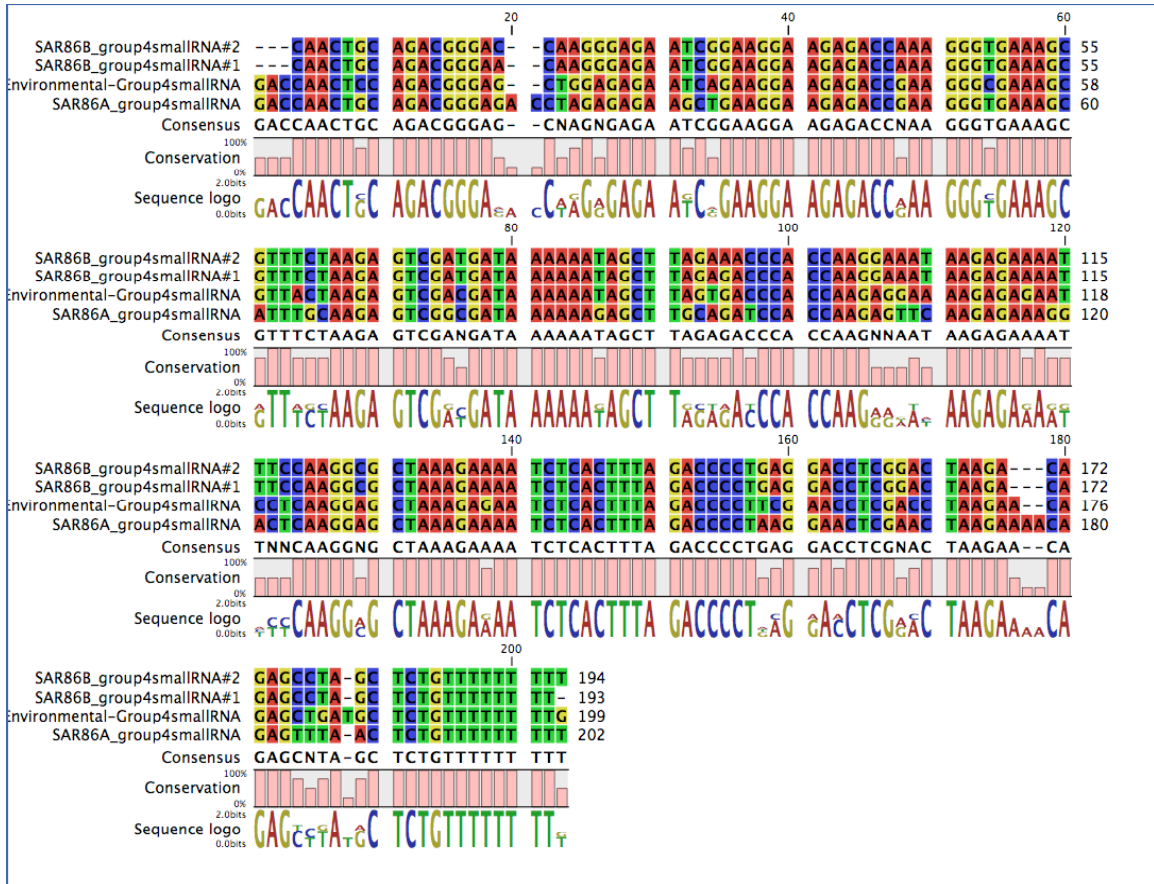 20 40 60
SAR86B_group4smallRNA#2 ---CAACTGC AGACGGGAC- -CAAGGGAGA ATCGGAAGGA AGAGACCAAA GGGTGAAAGC 55
SAR86B_group4smallRNA#1 ---CAACTGC AGACGGGAA- -CAAGGGAGA ATCGGAAGGA AGAGACCAAA GGGTGAAAGC 55
Environmental-Group4smallRNA GACCAACTCC AGACGGGAG- -CTGGAGAGA ATCAGAAGGA AGAGACCGAA GGGCGAAAGC 58
SAR86A_group4smallRNA GACCAACTGC AGACGGGAGA CCTAGAGAGA AGCTGAAGGA AGAGACCGAA GGGTGAAAGC 60
Consensus GACCAACTGC AGACGGGAG- -CNAGNGAGA ATCGGAAGGA AGAGACCNAA GGGTGAAAGC
100%
Conservation
0%
2.0bits
Sequence logo
0.0bits
80 100 120
SAR86B_group4smallRNA#2 GTTTCTAAGA GTCGATGATA AAAAATAGCT TAGAAACCCA CCAAGGAAAT AAGAGAAAAT 115
SAR86B_group4smallRNA#1 GTTTCTAAGA GTCGATGATA AAAAATAGCT TAGAAACCCA CCAAGGAAAT AAGAGAAAAT 115
Environmental-Group4smallRNA GTTACTAAGA GTCGACGATA AAAAATAGCT TAGTGACCCA CCAAGAGGAA AAGAGAGAAT 118
SAR86A_group4smallRNA ATTTGCAAGA GTCGGCGATA AAAAAGAGCT TGCAGATCCA CCAAGAGTTC AAGAGAAAGG 120
Consensus GTTTCTAAGA GTCGANGATA AAAAATAGCT TAGAGACCCA CCAAGNNAAT AAGAGAAAAT
100%
Conservation
0%
2.0bits
Sequence logo
0.0bits
140 160 180
SAR86B_group4smallRNA#2 TTCCAAGGCG CTAAAGAAAA TCTCACTTTA GACCCCTGAG GACCTCGGAC TAAGA---CA 172
SAR86B_group4smallRNA#1 TTCCAAGGCG CTAAAGAAAA TCTCACTTTA GACCCCTGAG GACCTCGGAC TAAGA---CA 172
Environmental-Group4smallRNA CCTCAAGGAG CTAAAGAGAA TCTCACTTTA GACCCCTTCG AACCTCGACC TAAGAA--CA 176
SAR86A_group4smallRNA ACTCAAGGAG CTAAAGAAAA TCTCACTTTA GACCCCTAAG GAACTCGAAC TAAGAAAACA 180
Consensus TNNCAAGGNG CTAAAGAAAA TCTCACTTTA GACCCCTGAG GACCTCGNAC TAAGAA--CA
100%
Conservation
0%
2.0bits
Sequence logo
0.0bits
200
SAR86B_group4smallRNA#2 GAGCCTA-GC TCTGTTTTTT TTT 194
SAR86B_group4smallRNA#1 GAGCCTA-GC TCTGTTTTTT TT- 193
Environmental-Group4smallRNA GAGCTGATGC TCTGTTTTTT TTG 199
SAR86A_group4smallRNA GAGTTTA-AC TCTGTTTTTT TTT 202
Consensus GAGCNTA-GC TCTGTTTTTT TTT
100%
Conservation
0%
2.0bits
Sequence logo
0.0bits